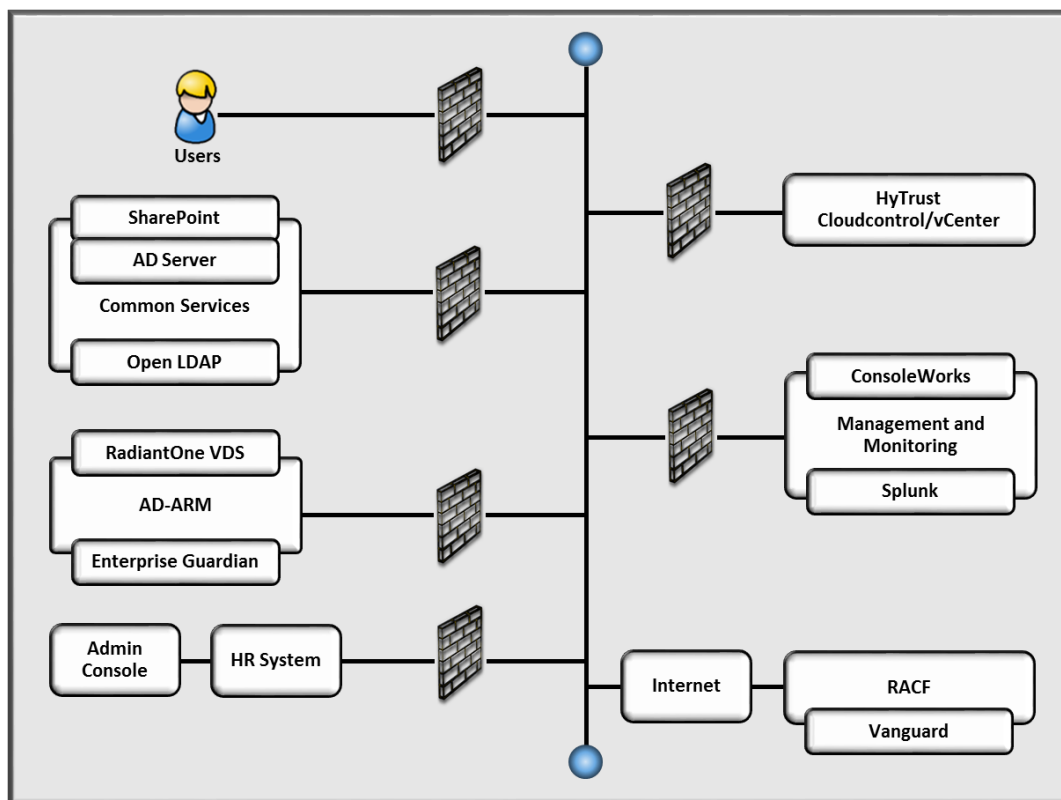 Users
SharePoint
AD Server
Common Services
Open LDAP
RadiantOne VDS
AD-ARM
Enterprise Guardian
Admin
Console
HR System
HyTrust
Cloudcontrol/vCenter
ConsoleWorks
Management and
Monitoring
Splunk
Internet
RACF
Vanguard